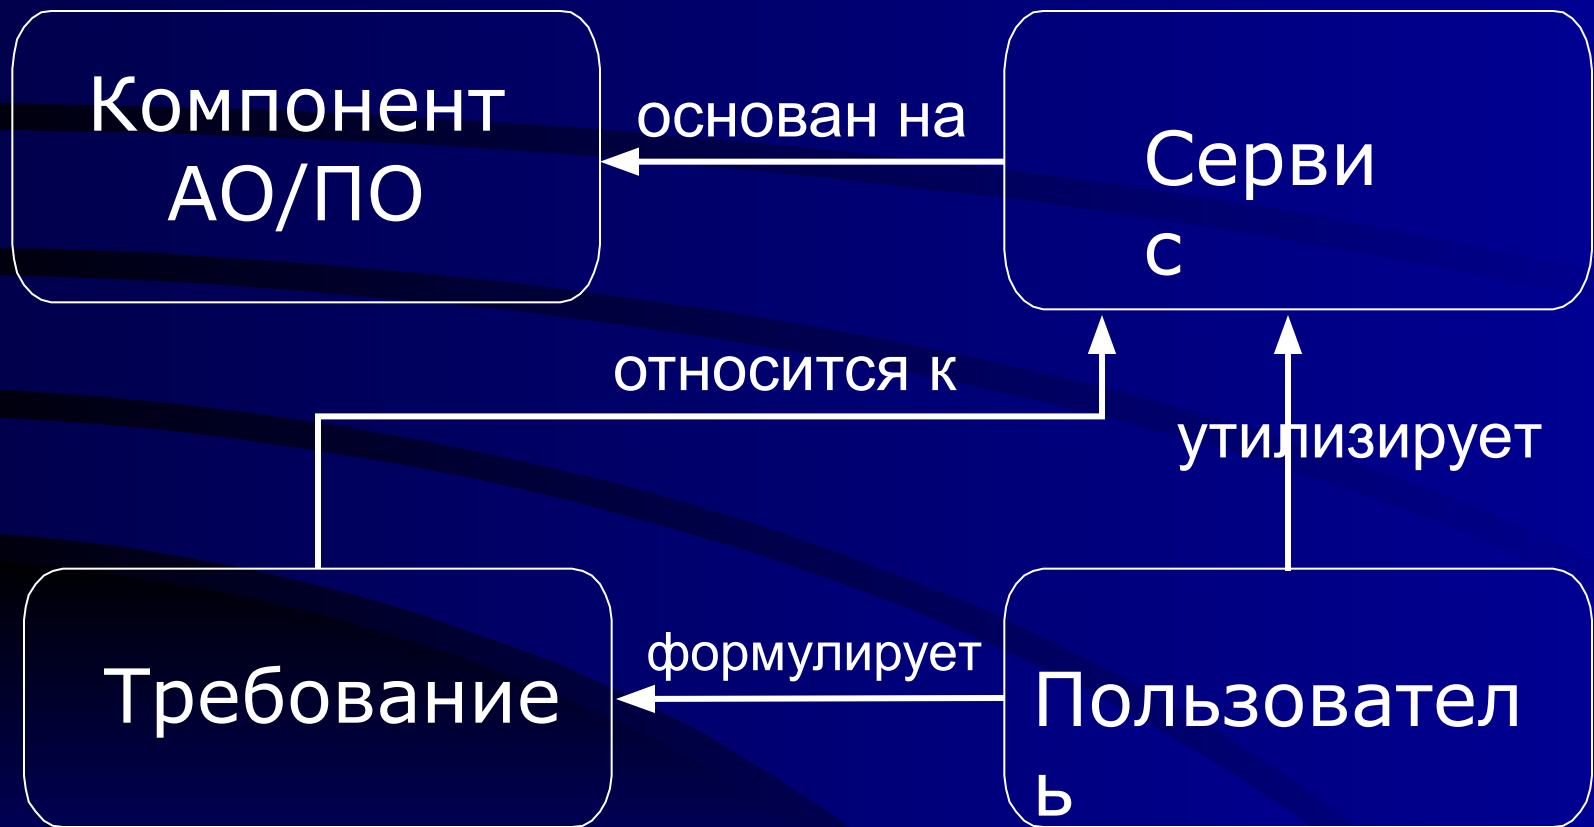 Компонент
АО/ПО
основан на
Серви
с
относится к
утилизирует
Требование
формулирует
Пользовател
ь